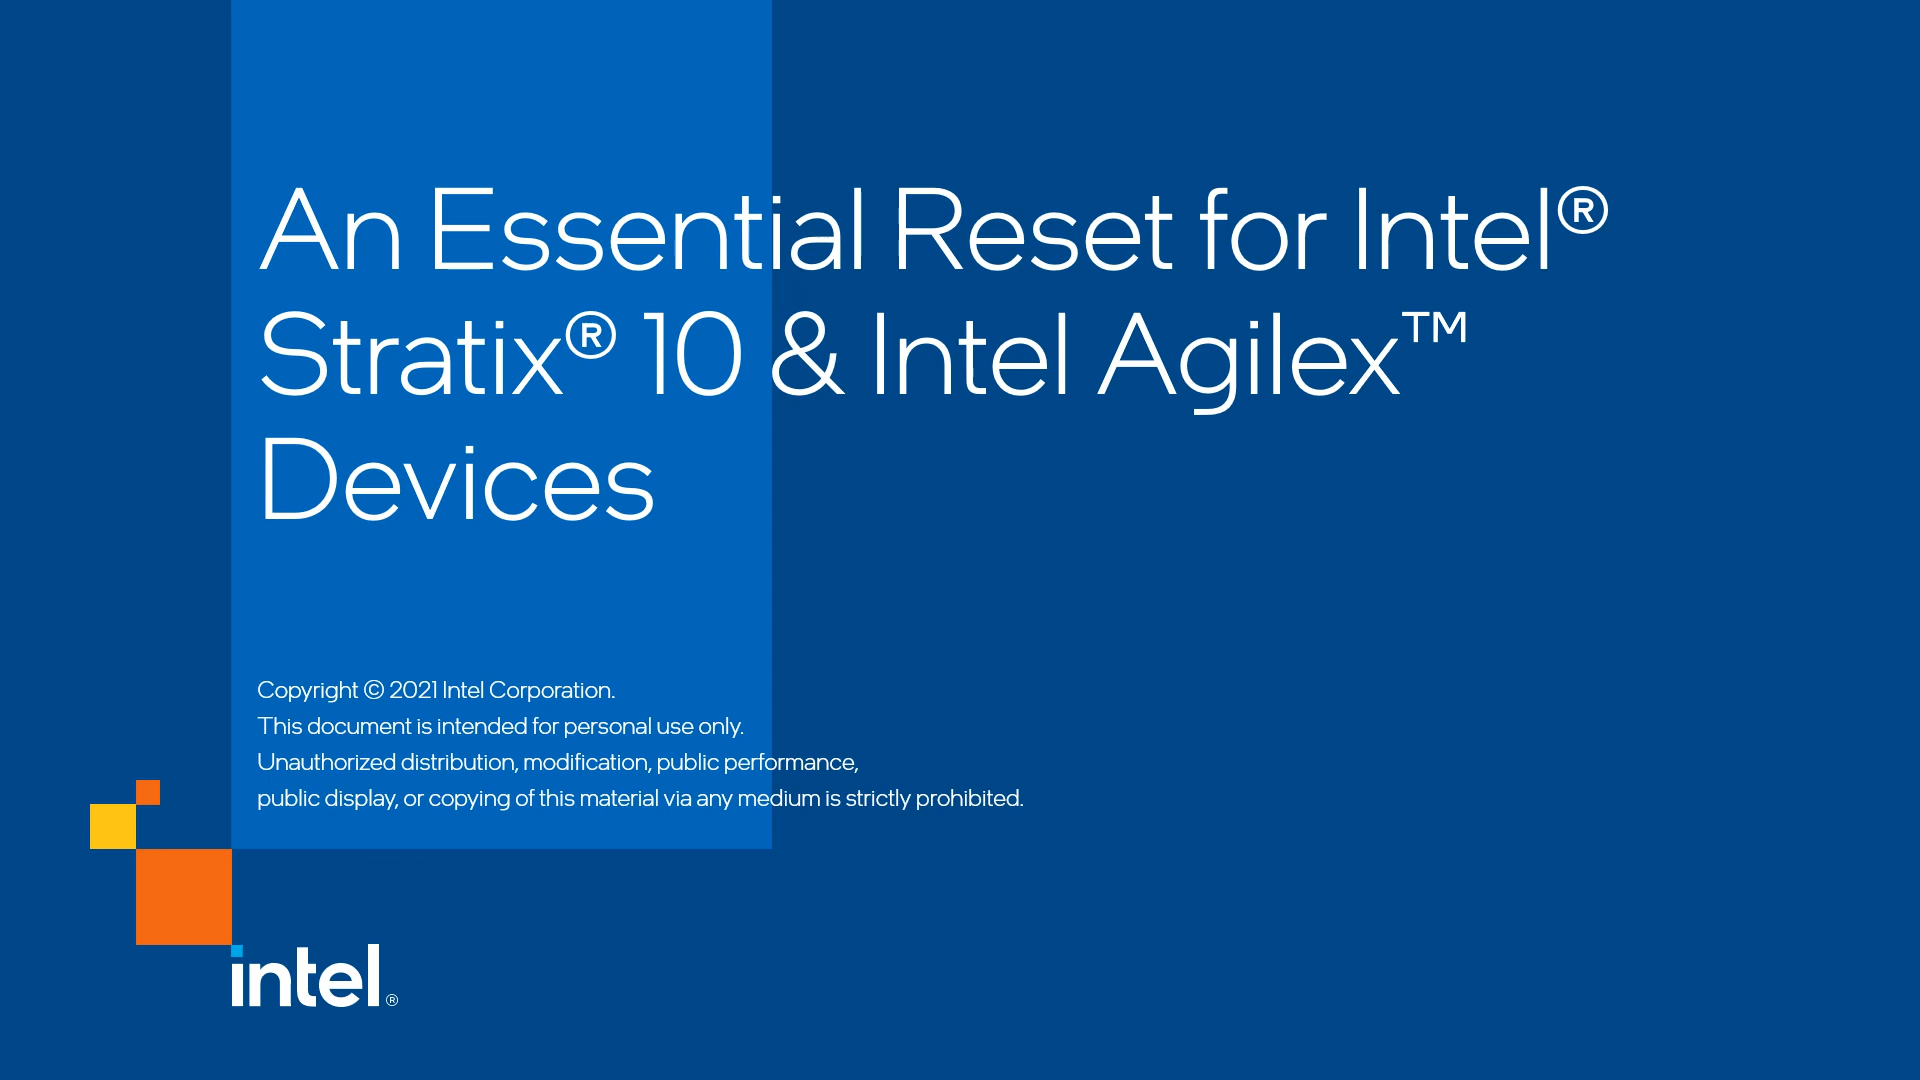 An Essential Reset for Intel®
Stratix® 10 & Intel Agilex™
Devices
Copyright © 2021 Intel Corporation.
This document is intended for personal use only.
Unauthorized distribution, modification, public performance,
public display, or copying of this material via any medium is strictly prohibited.
intel®